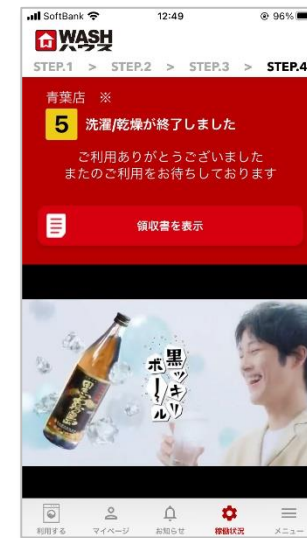 SoftBank 12:49 96%
WASH
ハウス
STEP.1 > STEP.2 > STEP.3 > STEP.4
青葉店 ※
5 洗濯/乾燥が終了しました
ご利用ありがとうございました
またのご利用をお待ちしております
領収書を表示
黒ッキリ
ボール
黒霧島
利用する マイページ お知らせ 稼働状況 メニュー